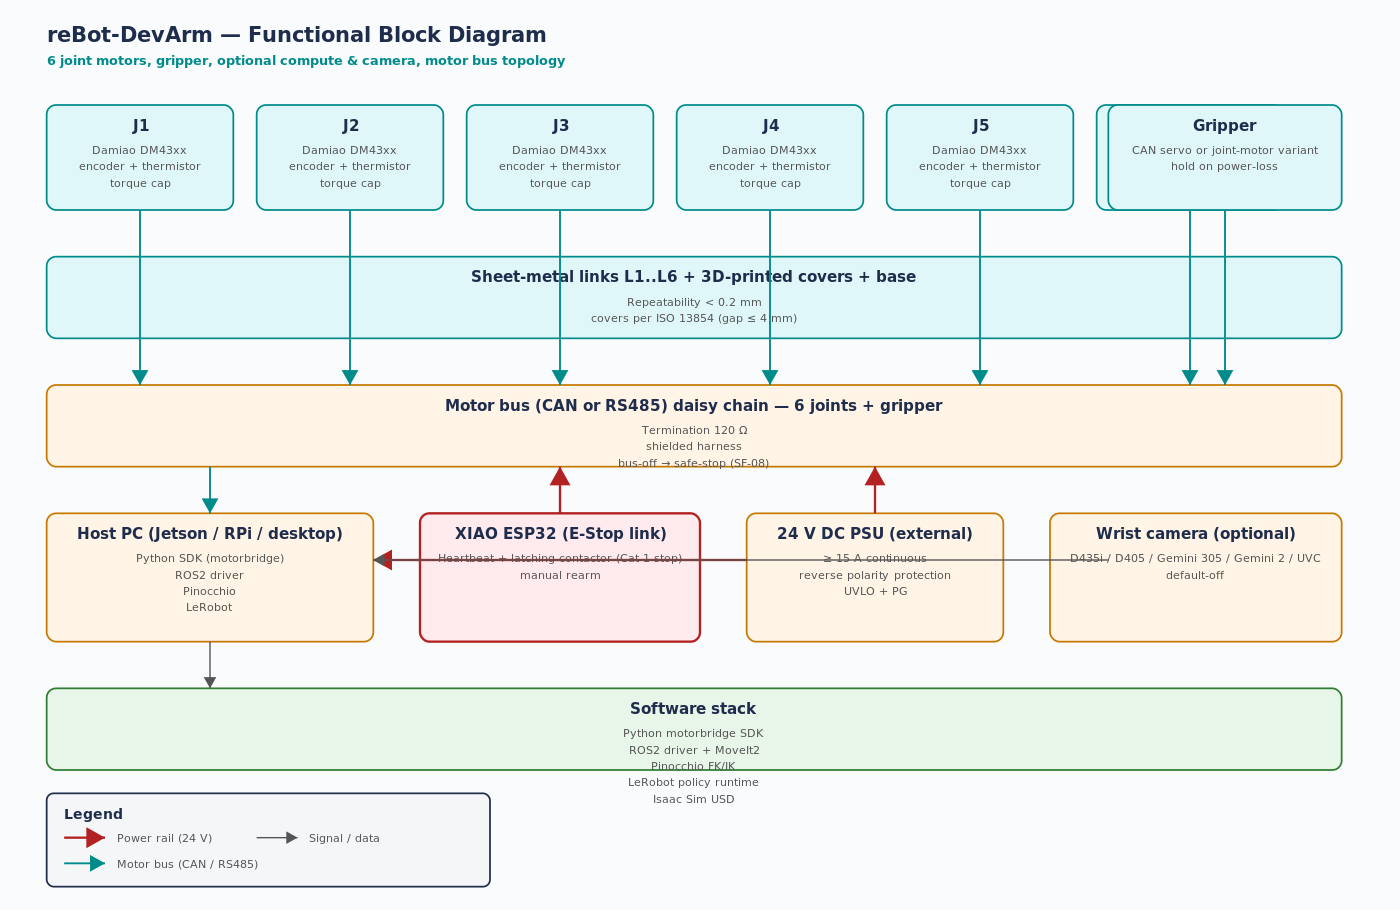 reBot-DevArm — Functional Block Diagram
6 joint motors, gripper, optional compute & camera, motor bus topology
J1
Damiao DM43xx
encoder + thermistor
torque cap
J2
Damiao DM43xx
encoder + thermistor
torque cap
J3
Damiao DM43xx
encoder + thermistor
torque cap
J4
Damiao DM43xx
encoder + thermistor
torque cap
J5
Damiao DM43xx
encoder + thermistor
torque cap
Gripper
CAN servo or joint-motor variant
hold on power-loss
Sheet-metal links L1..L6 + 3D-printed covers + base
Repeatability < 0.2 mm
covers per ISO 13854 (gap ≤ 4 mm)
Motor bus (CAN or RS485) daisy chain — 6 joints + gripper
Termination 120 Ω
shielded harness
bus-off → safe-stop (SF-08)
Host PC (Jetson / RPi / desktop)
Python SDK (motorbridge)
ROS2 driver
Pinocchio
LeRobot
XIAO ESP32 (E-Stop link)
Heartbeat + latching contactor (Cat 1 stop)
manual rearm
24 V DC PSU (external)
≥ 15 A continuous
reverse polarity protection
UVLO + PG
Wrist camera (optional)
D435i / D405 / Gemini 305 / Gemini 2 / UVC
default-off
Software stack
Python motorbridge SDK
ROS2 driver + MoveIt2
Pinocchio FK/IK
LeRobot policy runtime
Isaac Sim USD
Legend
Power rail (24 V)
Signal / data
Motor bus (CAN / RS485)